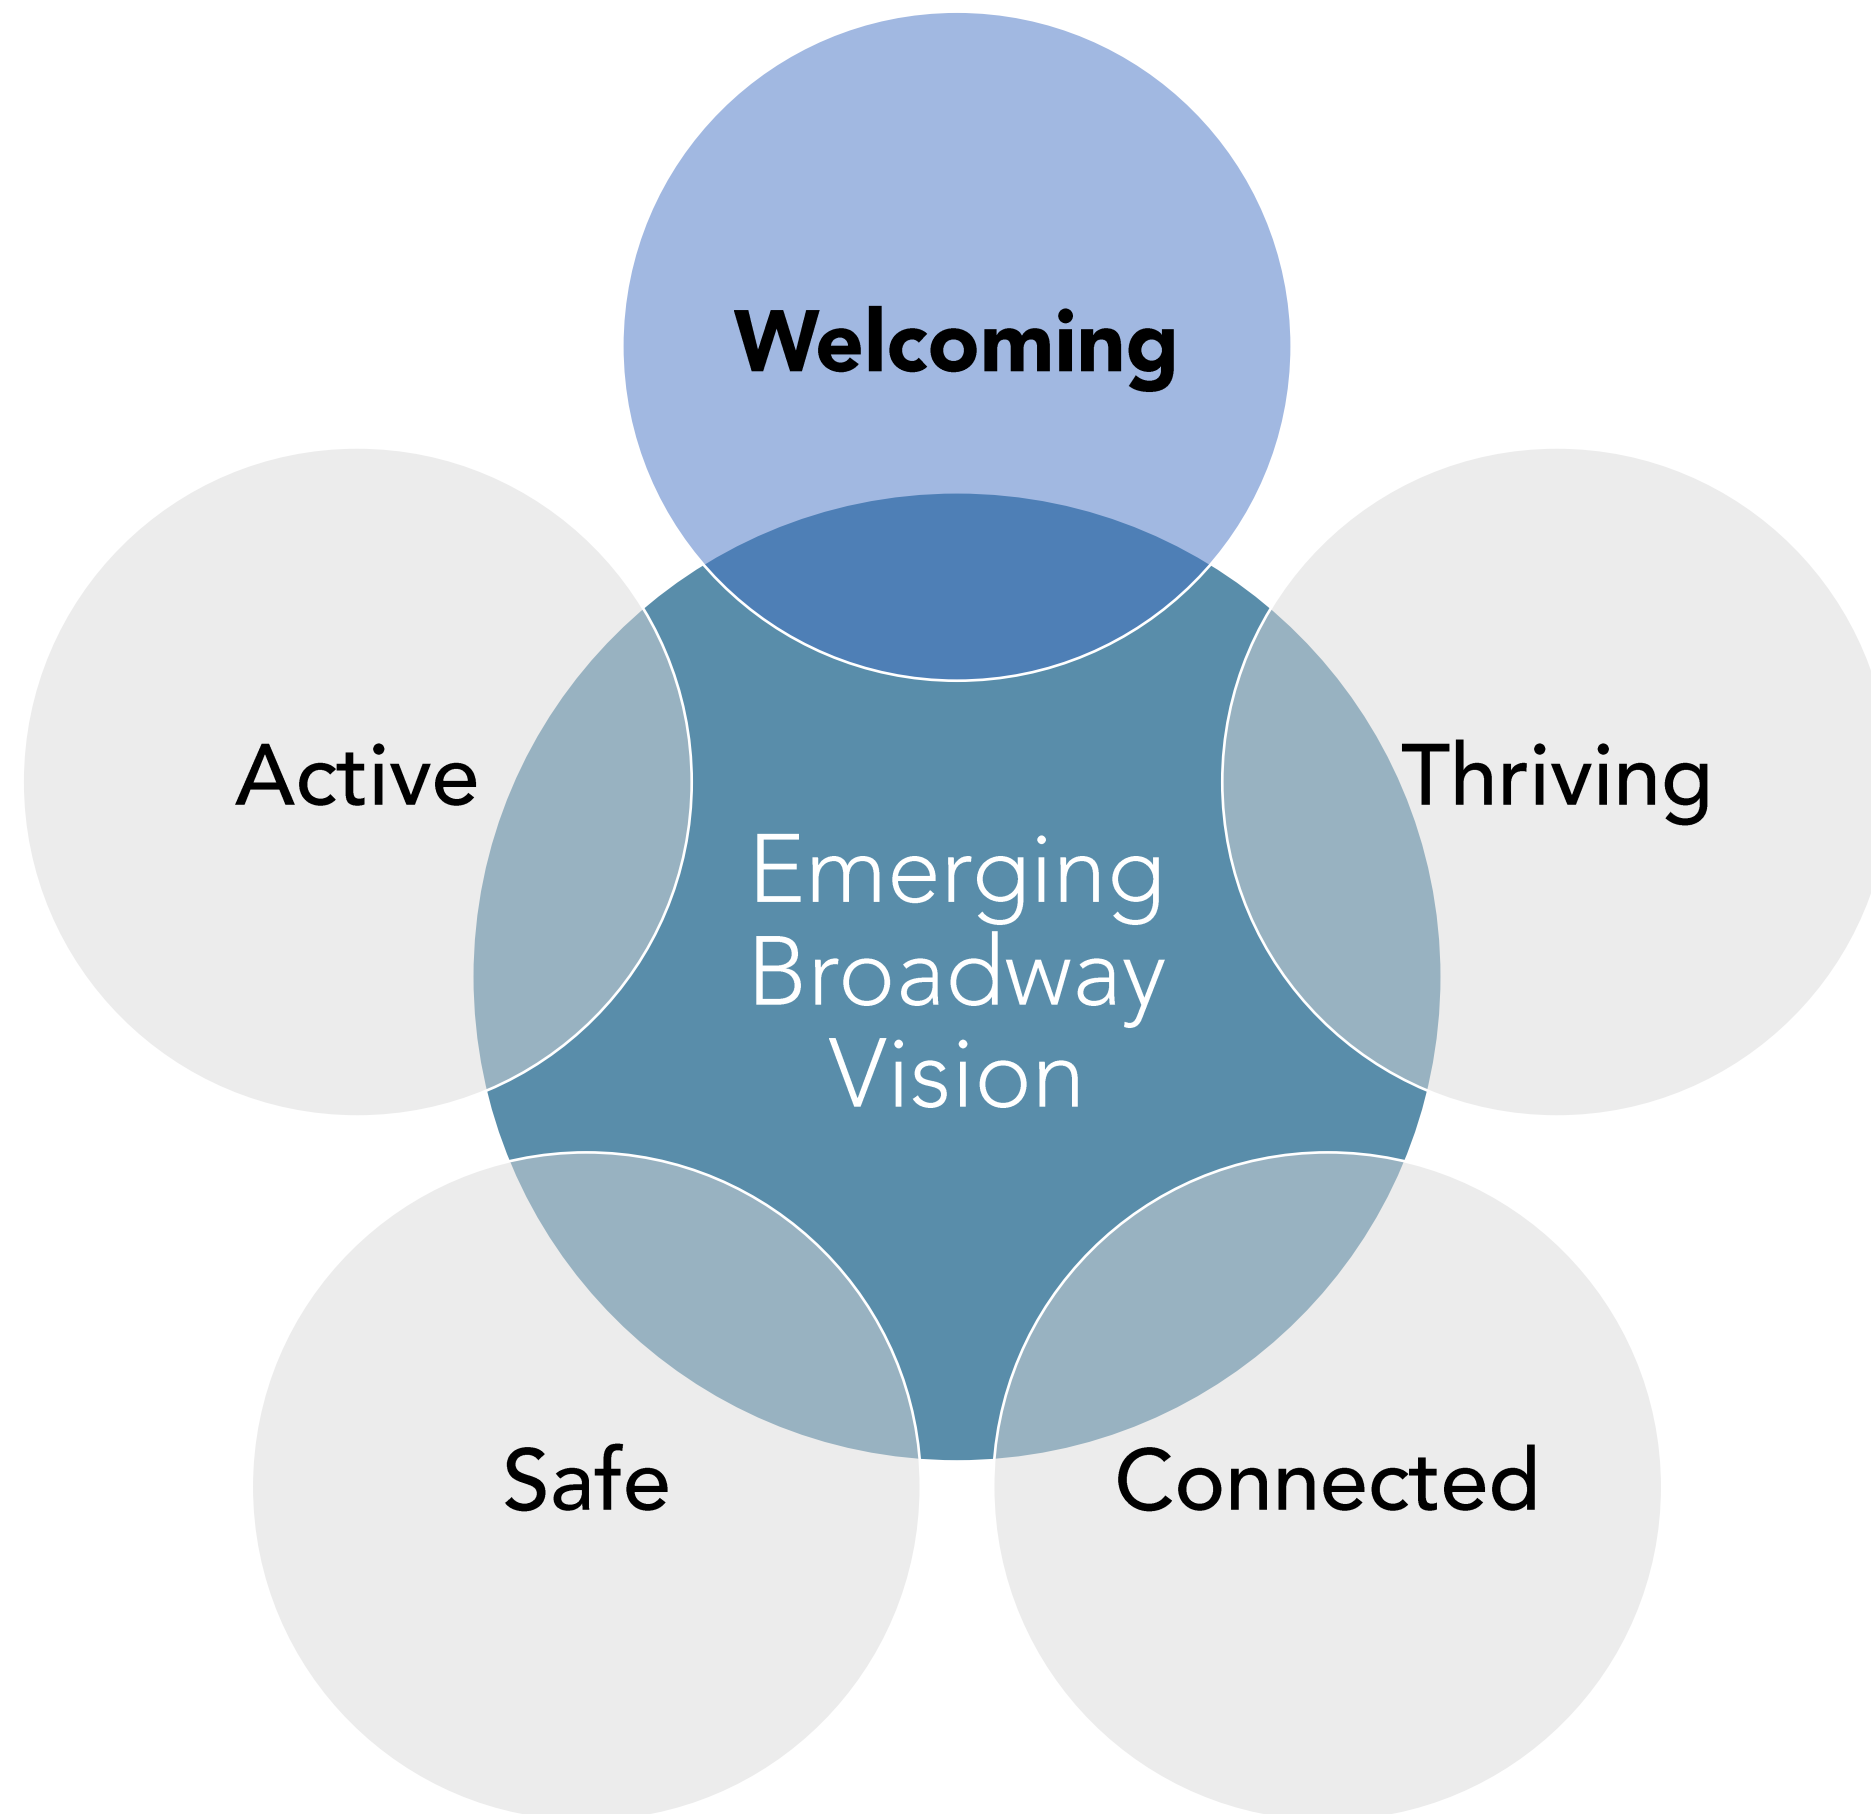 Welcoming
Active
Thriving
Emerging
Broadway
Vision
Safe
Connected